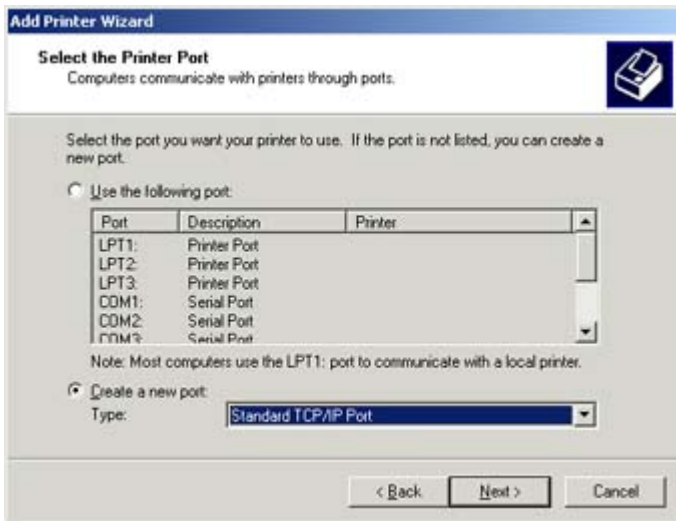 Add Printer Wizard
Select the Printer Port
Computers communicate with printers through ports.
Select the port you want your printer to use. If the port is not listed, you can create a
new port.
Use the following port:
Port Description Printer
LPT1: Printer Port
LPT2: Printer Port
LPT3: Printer Port
COM1: Serial Port
COM2: Serial Port
COM3: Serial Port
Note: Most computers use the LPT1: port to communicate with a local printer.
Create a new port:
Type: Standard TCP/IP Port
< Back Next > Cancel